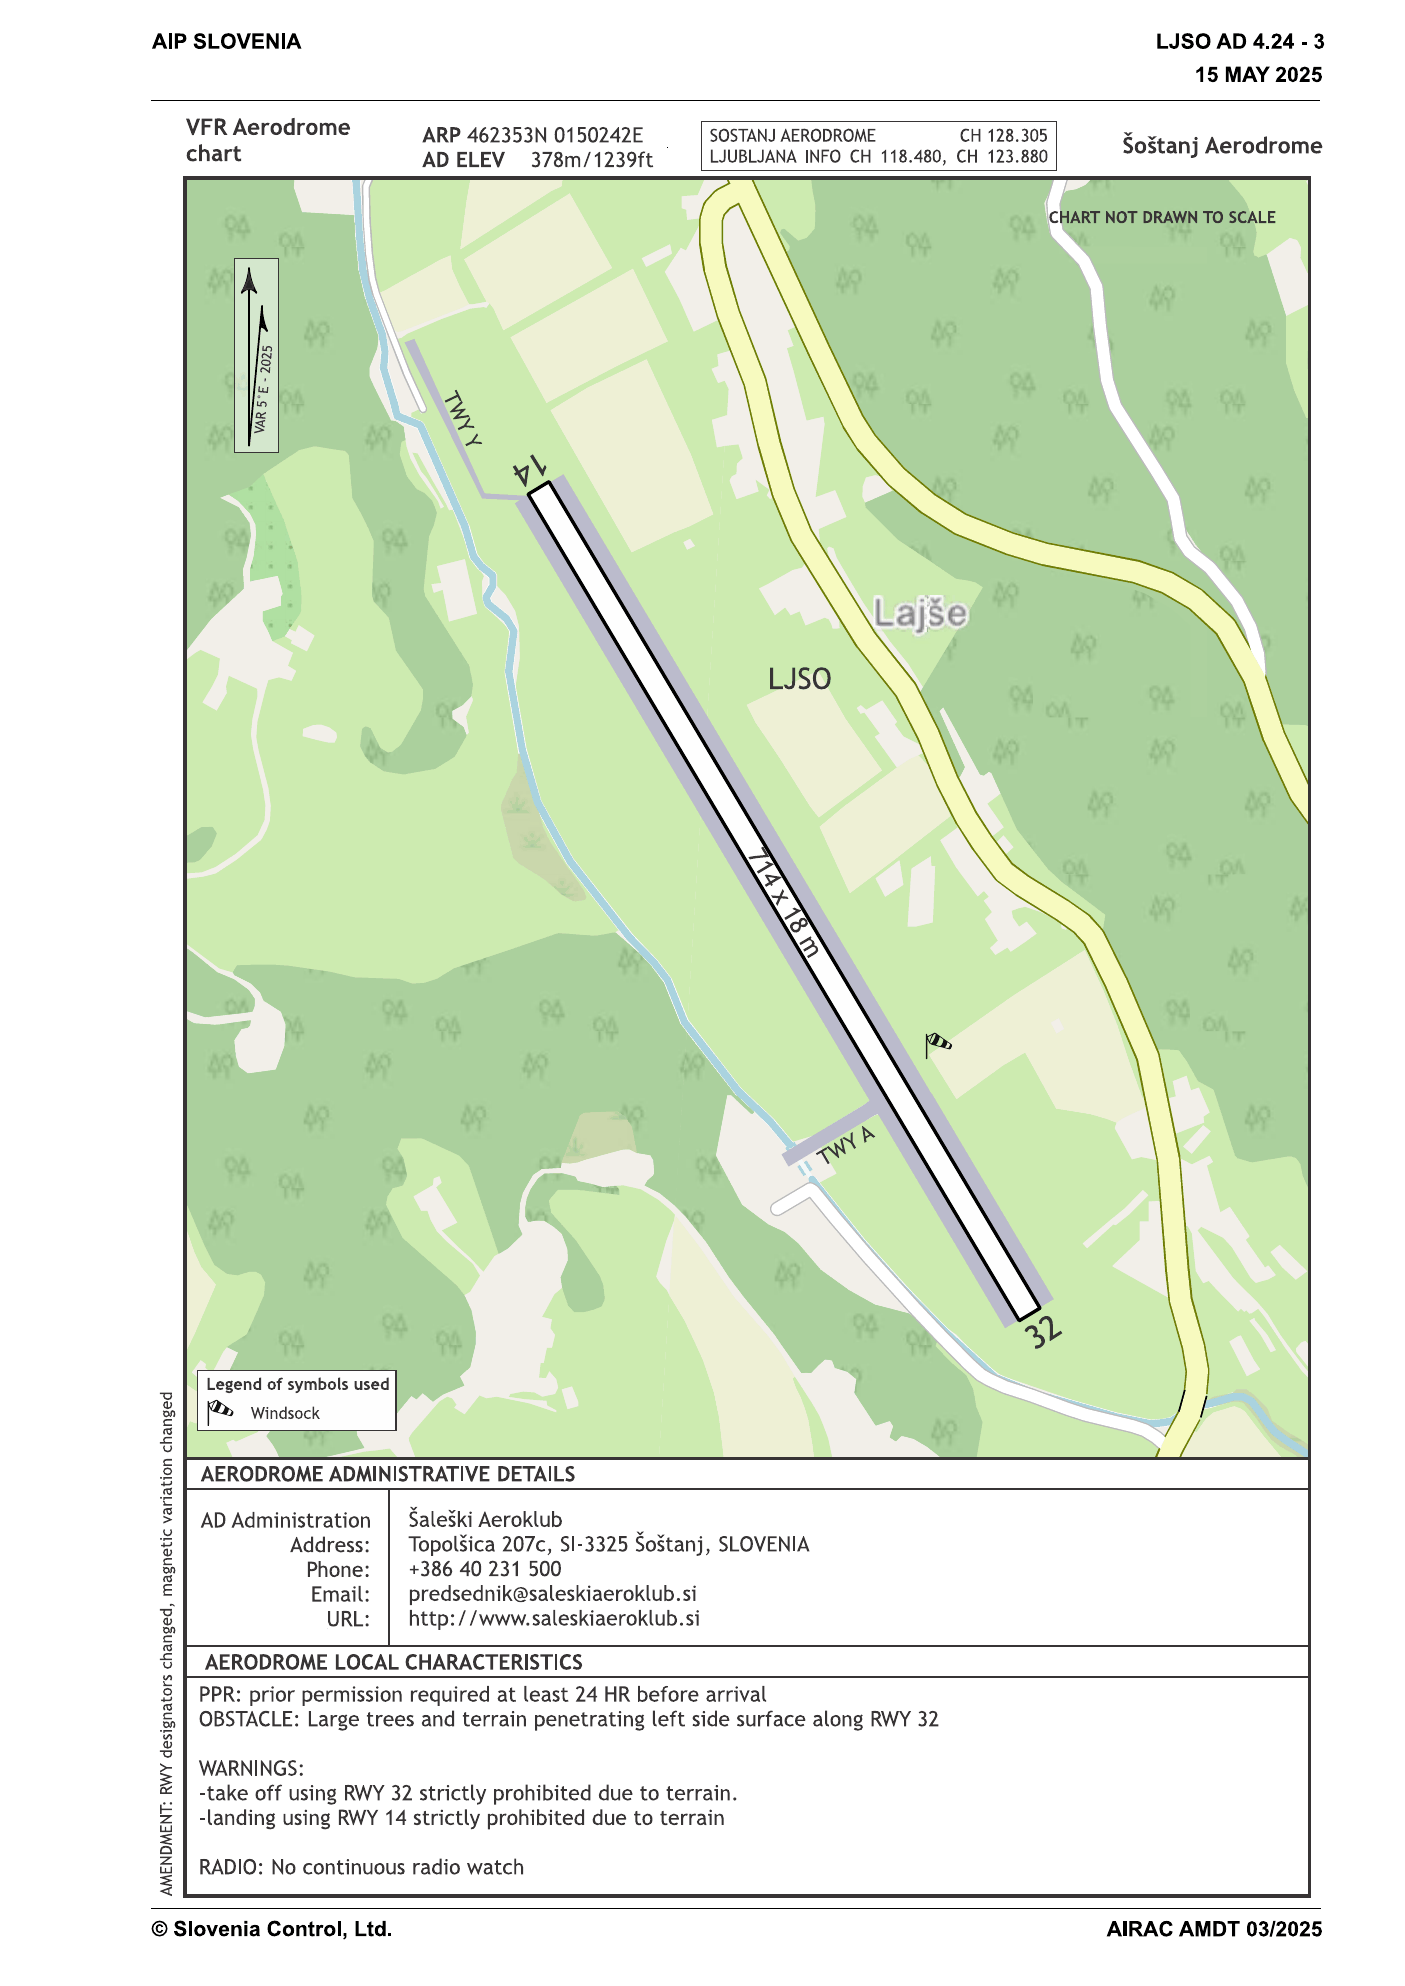 AIP SLOVENIA
LJSO AD 4.24 - 3
15 MAY 2025
VFR Aerodrome
chart
ARP 462353N 0150242E
AD ELEV 378m/1239ft
SOSTANJ AERODROME CH 128.305
LJUBLJANA INFO CH 118.480, CH 123.880
Šoštanj Aerodrome
CHART NOT DRAWN TO SCALE
VAR 5°E - 2025
TWY Y
14
Lajše
LJSO
714 x 18 m
TWY A
32
Legend of symbols used
Windsock
AMENDMENT: RWY designators changed, magnetic variation changed
AERODROME ADMINISTRATIVE DETAILS
AD Administration Šaleški Aeroklub
Address: Topolšica 207c, SI-3325 Šoštanj, SLOVENIA
Phone: +386 40 231 500
Email: predsednik@saleskiaeroklub.si
URL: http://www.saleskiaeroklub.si
AERODROME LOCAL CHARACTERISTICS
PPR: prior permission required at least 24 HR before arrival
OBSTACLE: Large trees and terrain penetrating left side surface along RWY 32
WARNINGS:
-take off using RWY 32 strictly prohibited due to terrain.
-landing using RWY 14 strictly prohibited due to terrain
RADIO: No continuous radio watch
© Slovenia Control, Ltd.
AIRAC AMDT 03/2025